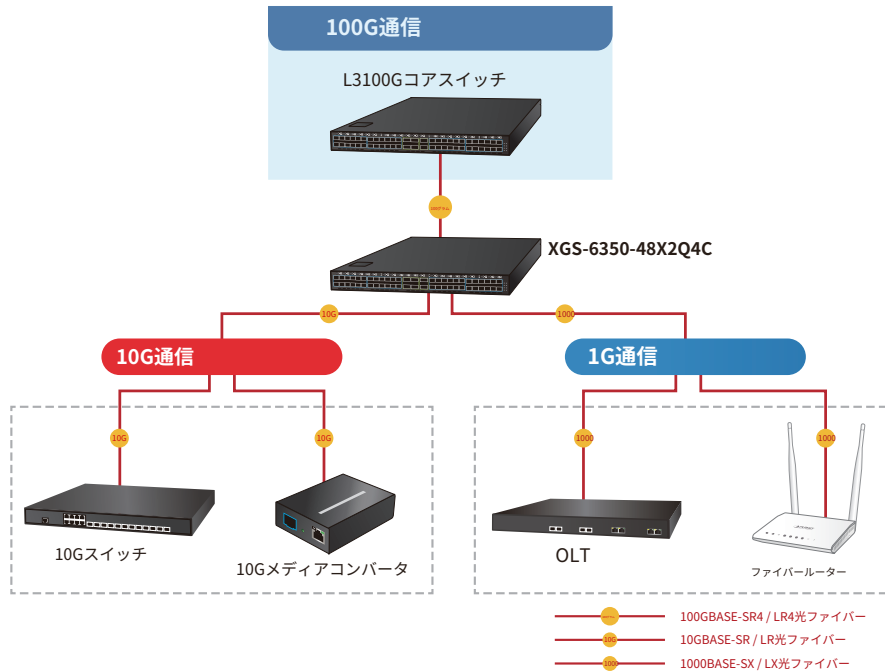 100G通信
L3100Gコアスイッチ
XGS-6350-48X2Q4C
10G
1000
10G通信
1G通信
10G
10G
1000
1000
10Gスイッチ
10Gメディアコンバータ
OLT
ファイバールーター
100GBASE-SR4 / LR4光ファイバー
10G
10GBASE-SR / LR光ファイバー
1000
1000BASE-SX / LX光ファイバー